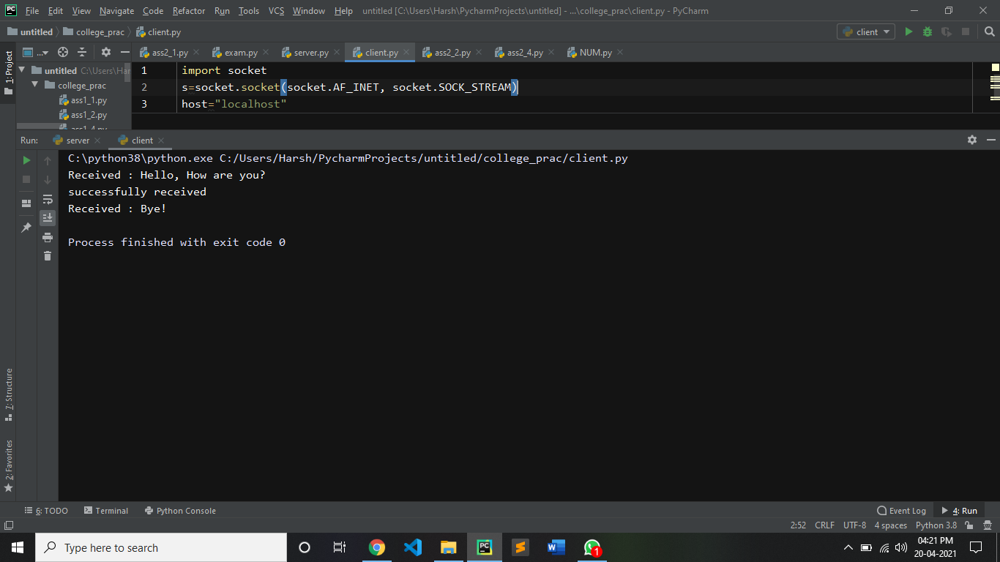 PC File Edit View Navigate Code Refactor Run Tools VCS Window Help untitled [C:\Users\Harsh\PycharmProjects\untitled] - ...\college_prac\client.py - PyCharm
untitled college_prac client.py client
...
ass2_1.py exam.py server.py client.py ass2_2.py ass2_4.py NUM.py
1: Project
untitled C:\Users\Har
college_prac
ass1_1.py
ass1_2.py
ass1_4.py
1 import socket
2 s=socket.socket(socket.AF_INET, socket.SOCK_STREAM)
3 host="localhost"
Run: server client
C:\python38\python.exe C:/Users/Harsh/PycharmProjects/untitled/college_prac/client.py
Received : Hello, How are you?
successfully received
Received : Bye!
Process finished with exit code 0
7: Structure
2: Favorites
6: TODO Terminal Python Console Event Log 4: Run
2:52 CRLF UTF-8 4 spaces Python 3.8
Type here to search
PC
1
04:21 PM
20-04-2021